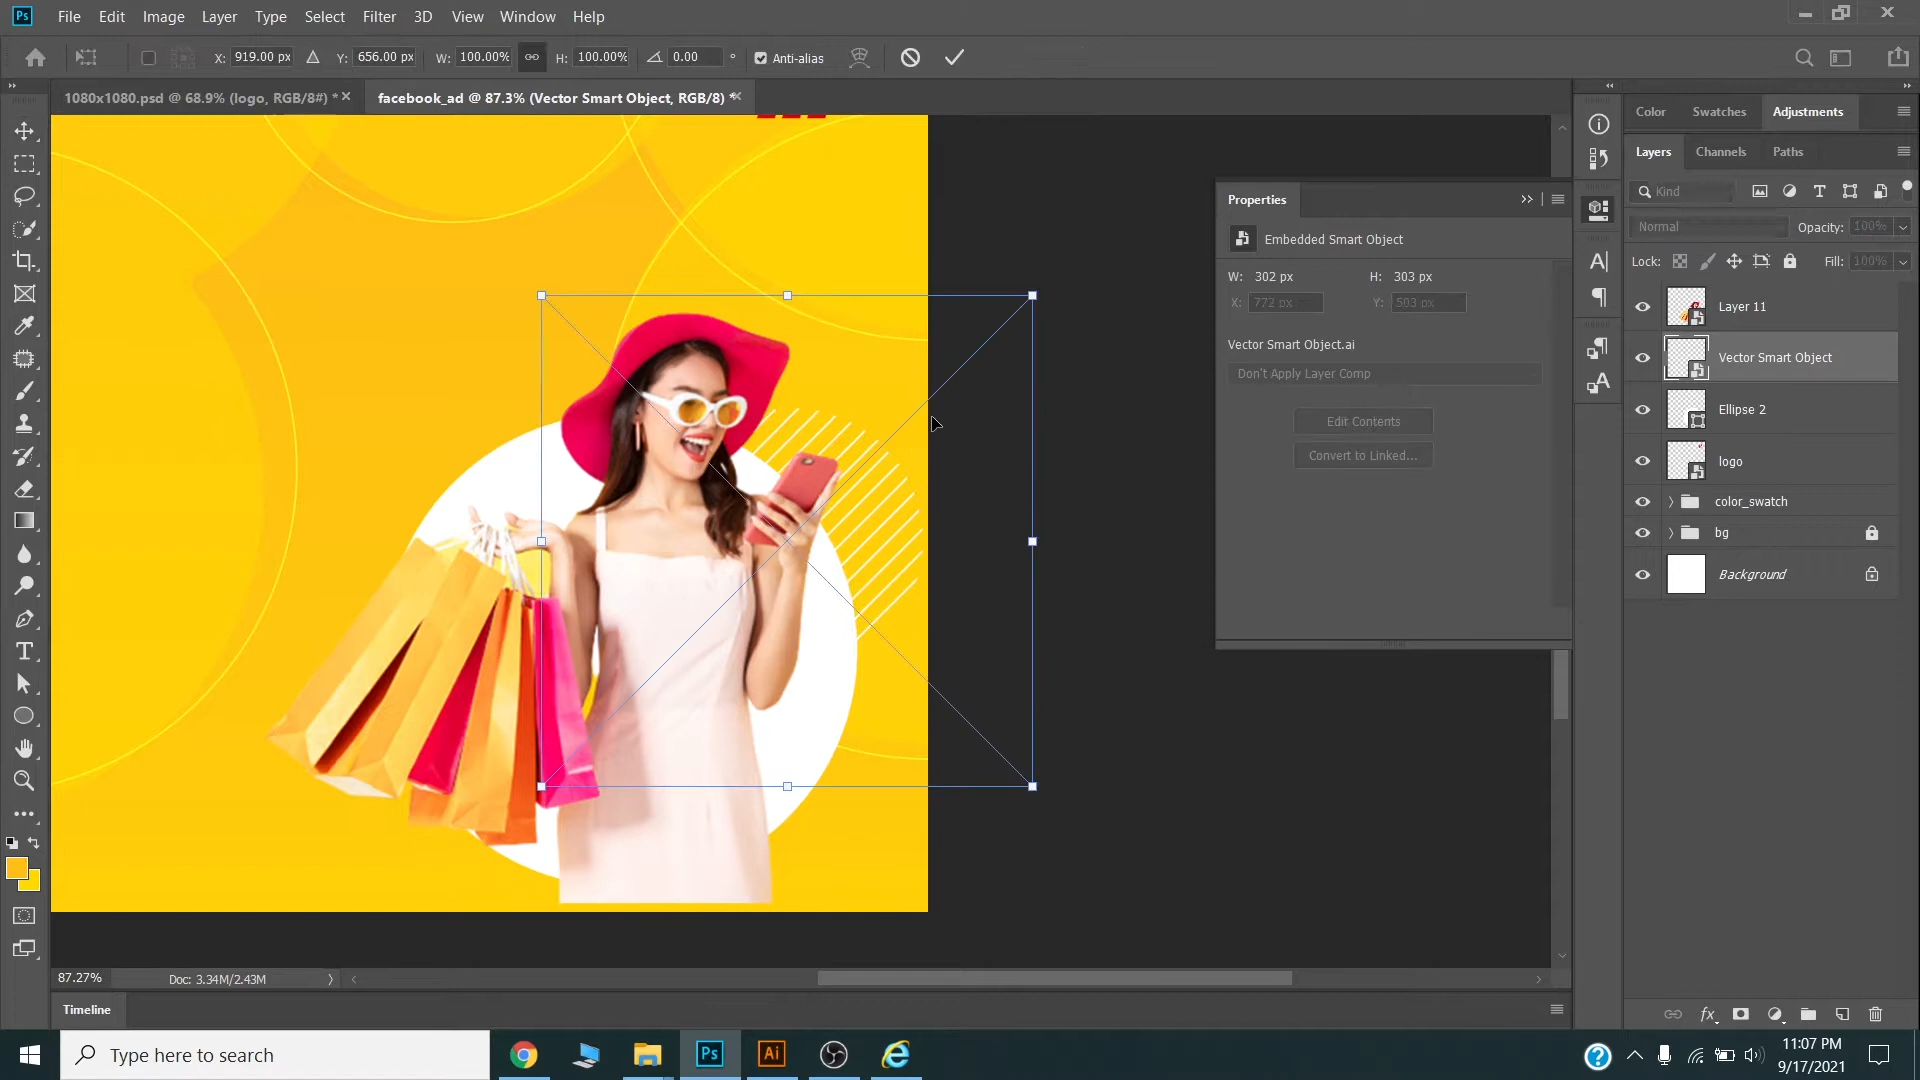 Ps File Edit Image Layer Type Select Filter 3D View Window Help
X: 919.00 px Y: 656.00 px W: 100.00% H: 100.00% 0.00 ° Anti-alias
1080x1080.psd @ 68.9% (logo, RGB/8#) * facebook_ad @ 87.3% (Vector Smart Object, RGB/8) *
Color Swatches Adjustments
Layers Channels Paths
Kind
Normal Opacity: 100%
Lock: Fill: 100%
Layer 11
Vector Smart Object
Ellipse 2
logo
color_swatch
bg
Background
Properties
Embedded Smart Object
W: 302 px H: 303 px
X: 772 px Y: 503 px
Vector Smart Object.ai
Don't Apply Layer Comp
Edit Contents
Convert to Linked...
87.27% Doc: 3.34M/2.43M
Timeline
Type here to search
Ps Ai
11:07 PM
9/17/2021